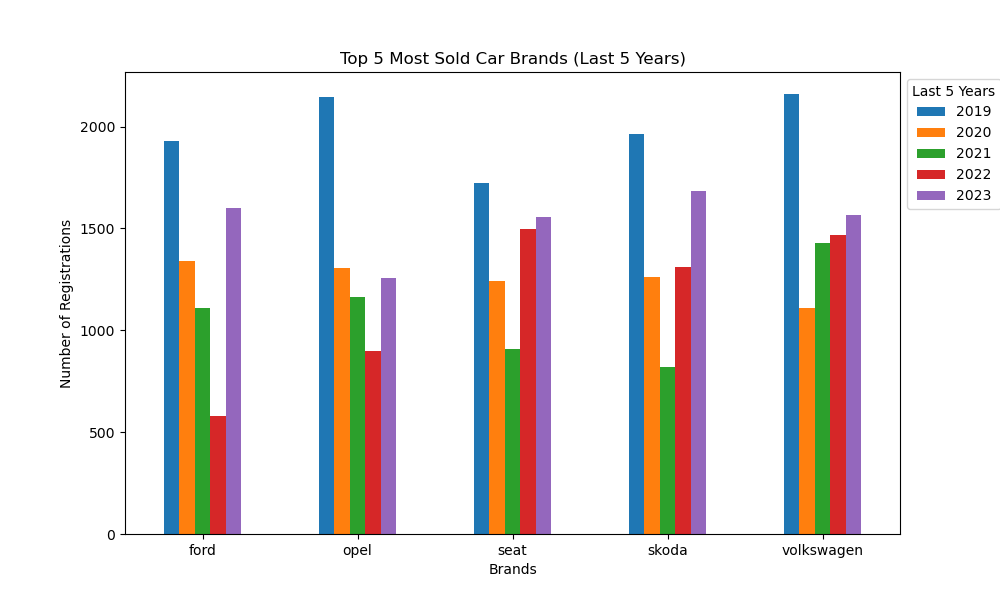 Top 5 Most Sold Car Brands (Last 5 Years)
Number of Registrations
2000
1500
1000
500
0
ford
opel
seat
skoda
volkswagen
Brands
Last 5 Years
2019
2020
2021
2022
2023